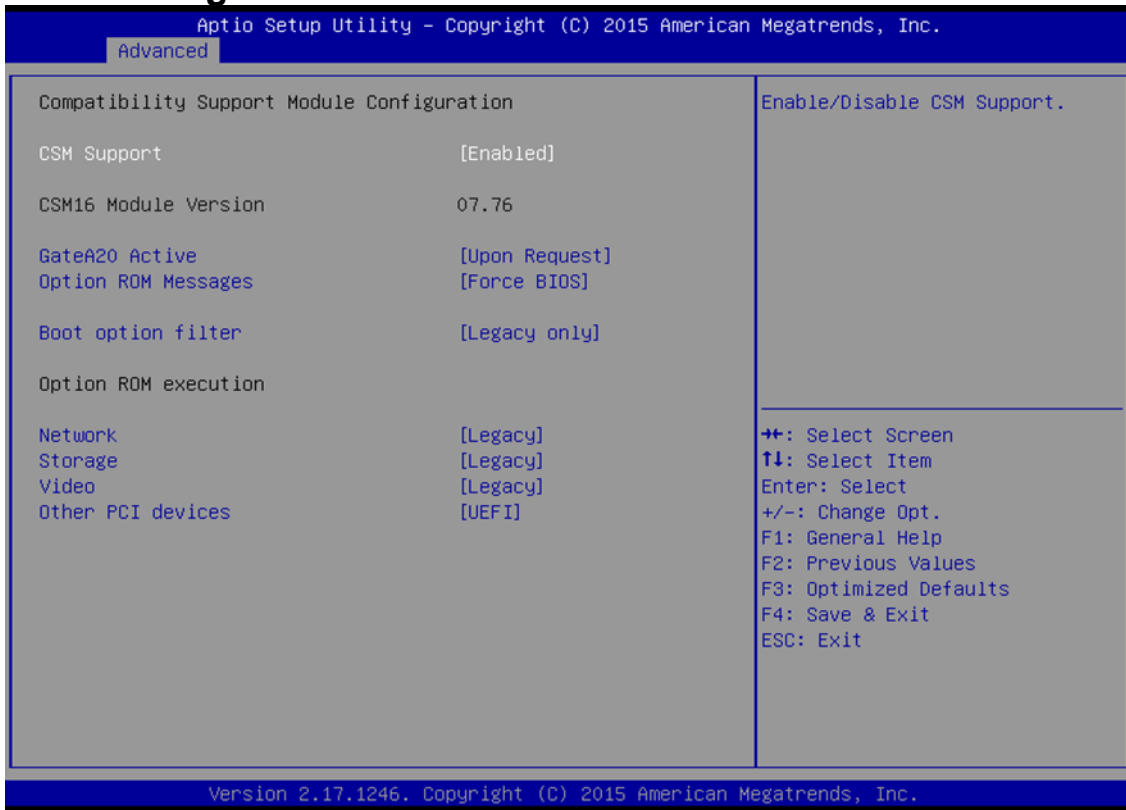 Aptio Setup Utility – Copyright (C) 2015 American Megatrends, Inc.
Advanced
Compatibility Support Module Configuration
CSM Support [Enabled]
CSM16 Module Version 07.76
GateA20 Active [Upon Request]
Option ROM Messages [Force BIOS]
Boot option filter [Legacy only]
Option ROM execution
Network [Legacy]
Storage [Legacy]
Video [Legacy]
Other PCI devices [UEFI]
Enable/Disable CSM Support.
→←: Select Screen
↑↓: Select Item
Enter: Select
+/-: Change Opt.
F1: General Help
F2: Previous Values
F3: Optimized Defaults
F4: Save & Exit
ESC: Exit
Version 2.17.1246. Copyright (C) 2015 American Megatrends, Inc.